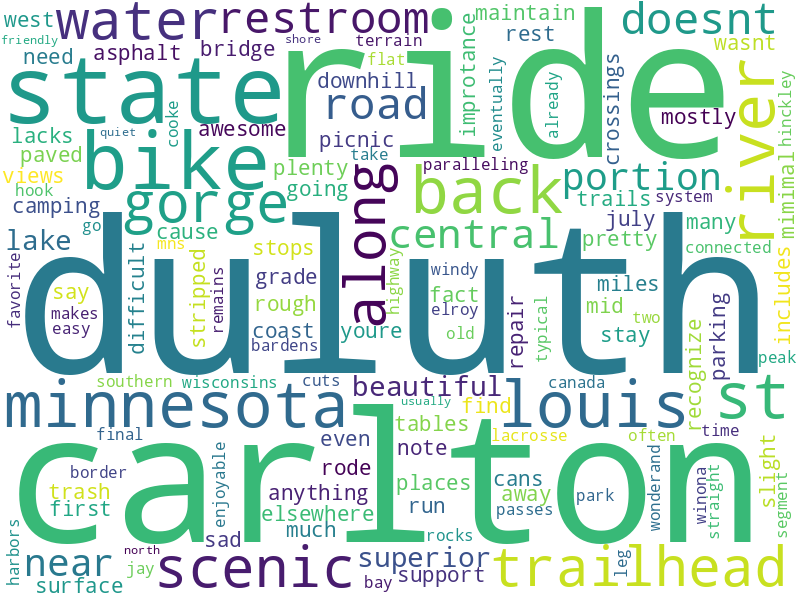 west
friendly
water
restroom
shore
terrain
maintain
doesnt
need
asphalt
bridge
flat
rest
wasnt
state
ride
downhill
improtance
eventually
already
crossings
mostly
river
hinckley
mimimal
lacks
quiet
cooke
awesome
road
picnic
paved
bike
take
paralleling
views
plenty
going
along
back
portion
hook
camping
gorge
trails
system
go
cause
central
july
many
lake
mns
stops
pretty
connected
favorite
difficult
stripped
remains
duluth
highway
windy
miles
includes
say
grade
fact
makes
rough
elroy
mid
two
easy
coast
youre
old
repair
typical
stay
parking
bardens
recognize
peak
southern
wisconsins
cuts
beautiful
canada
minnesota
usually
find
louis
st
final
carlton
even
tables
lacrosse
often
time
border
rode
note
trash
enjoyable
anything
places
cans
away
park
wonderand
winona
straight
slight
segment
first
elsewhere
run
passes
harbors
sad
much
rocks
near
north
scenic
superior
leg
trailhead
surface
jay
bay
support